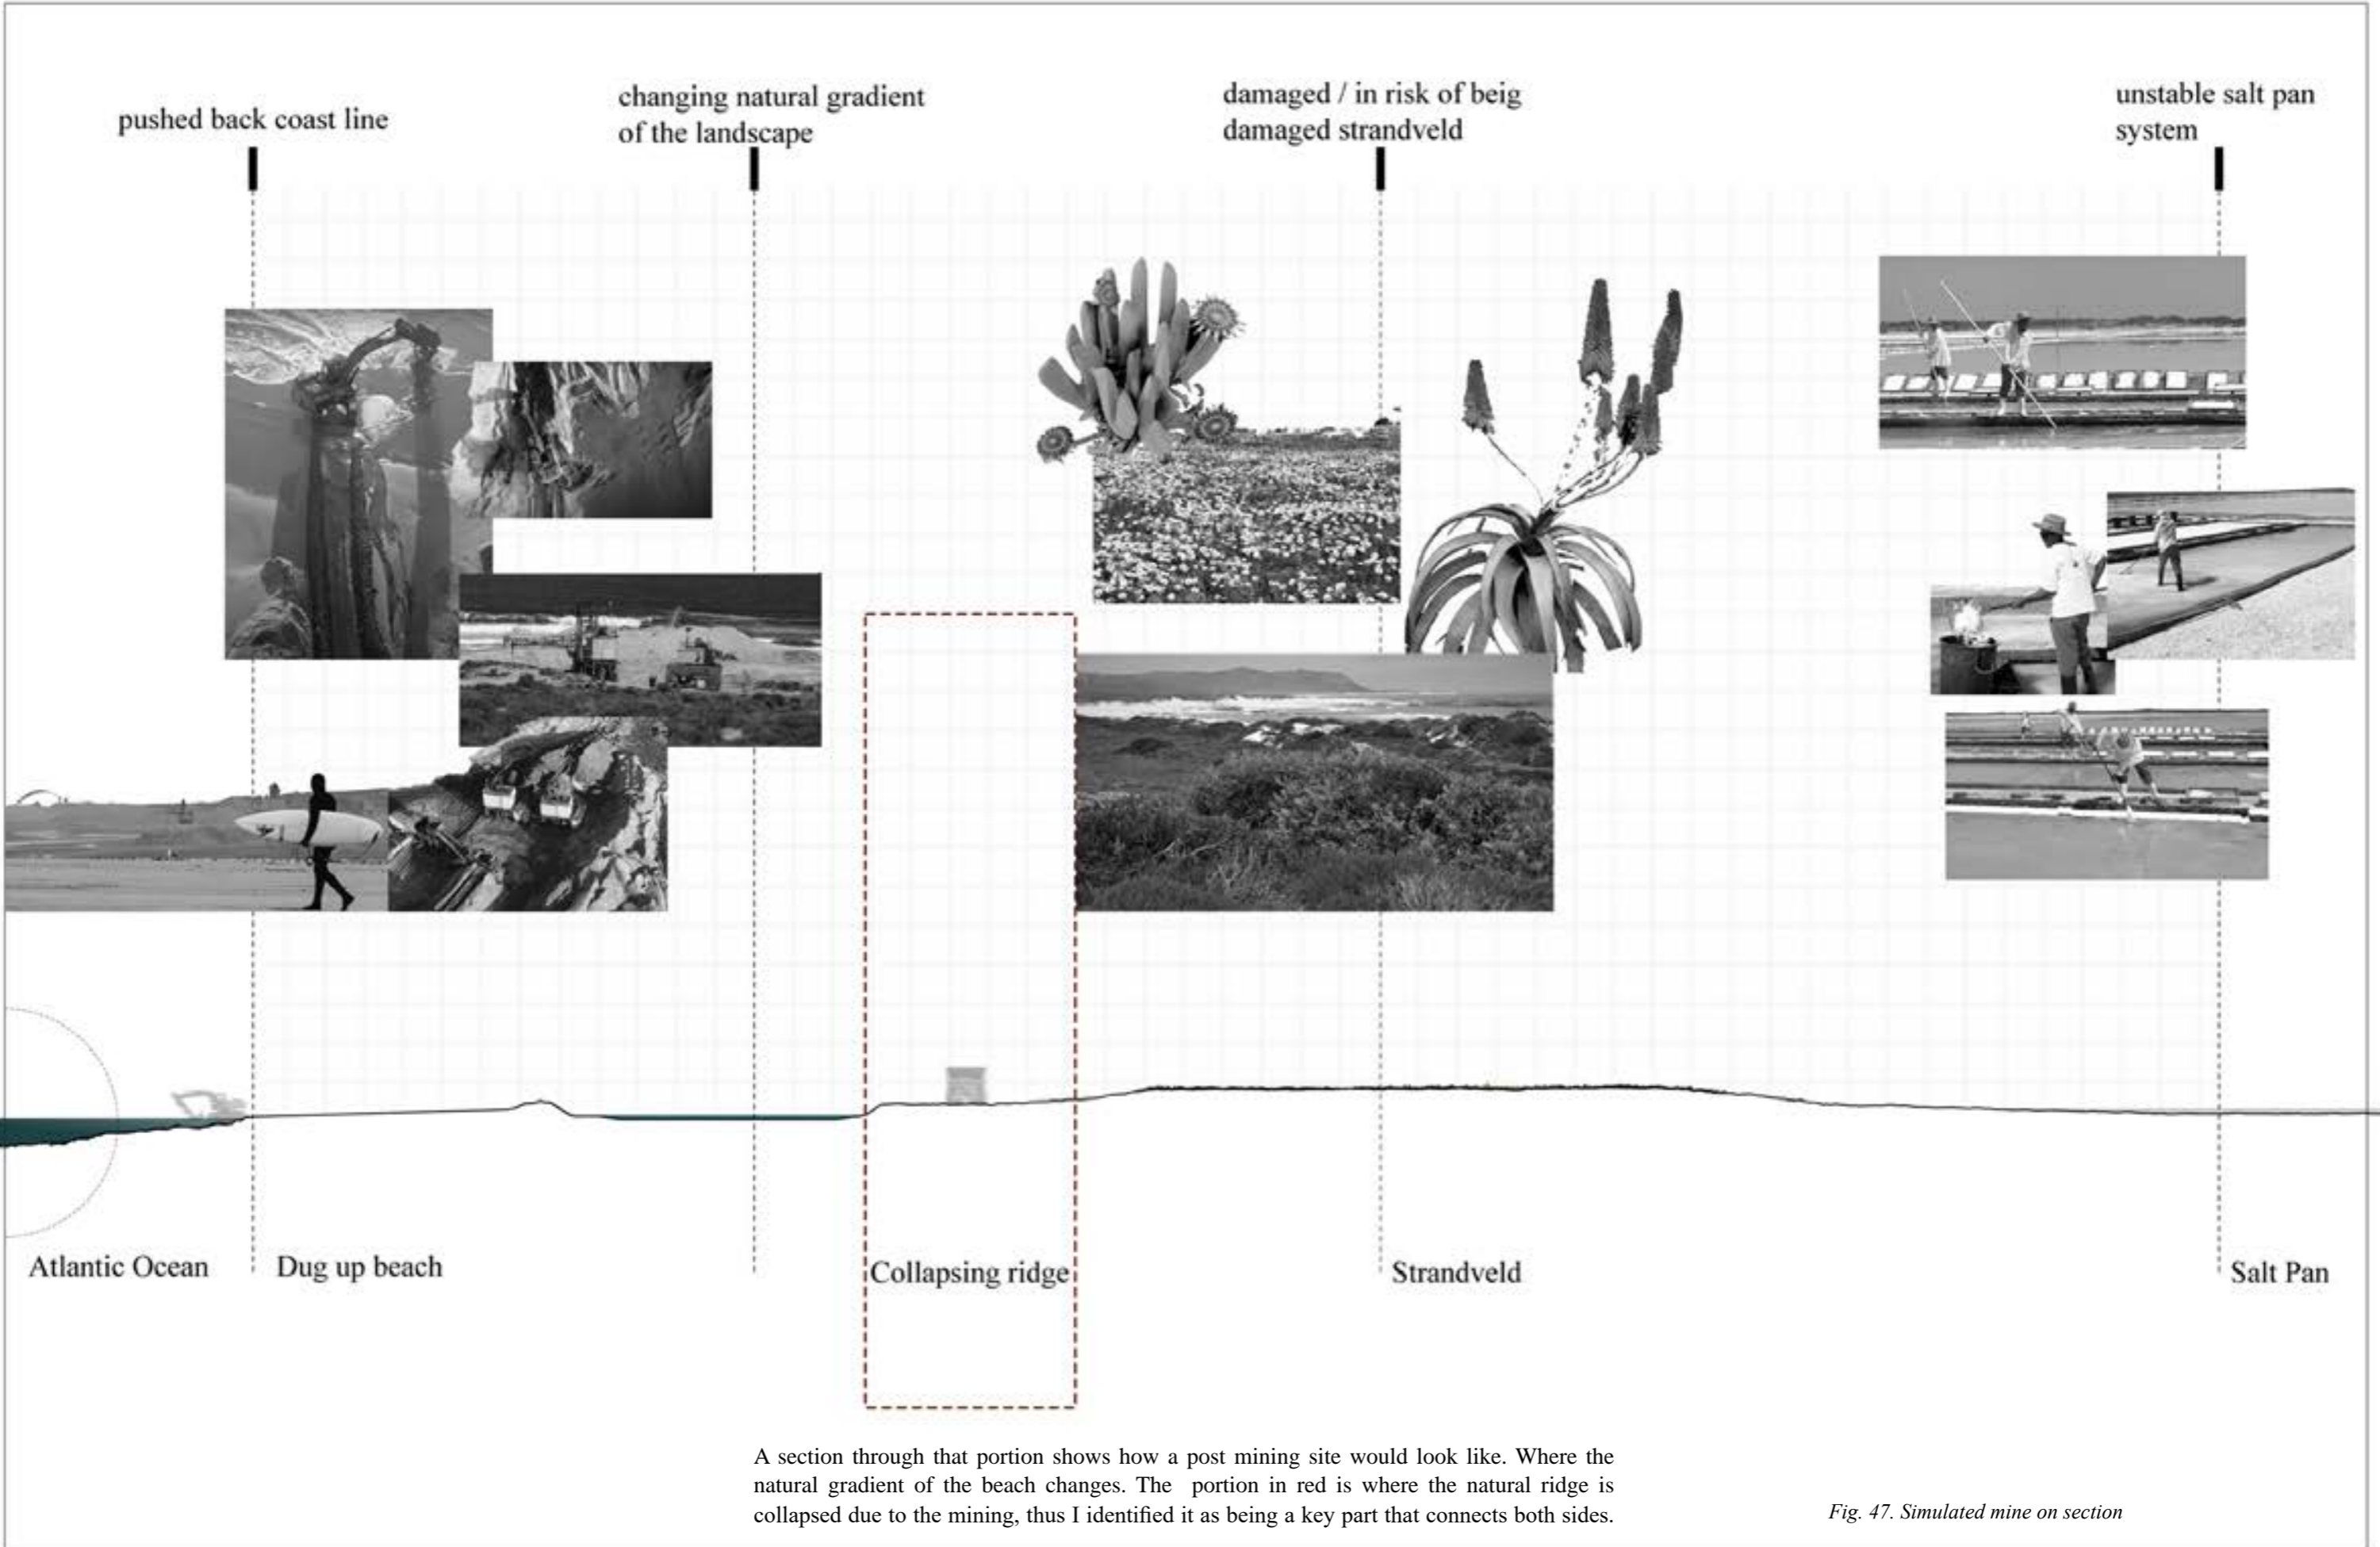 pushed back coast line
changing natural gradient
of the landscape
damaged / in risk of beig
damaged strandveld
unstable salt pan
system
Atlantic Ocean
Dug up beach
Collapsing ridge
Strandveld
Salt Pan
A section through that portion shows how a post mining site would look like. Where the
natural gradient of the beach changes. The portion in red is where the natural ridge is
collapsed due to the mining, thus I identified it as being a key part that connects both sides.
Fig. 47. Simulated mine on section